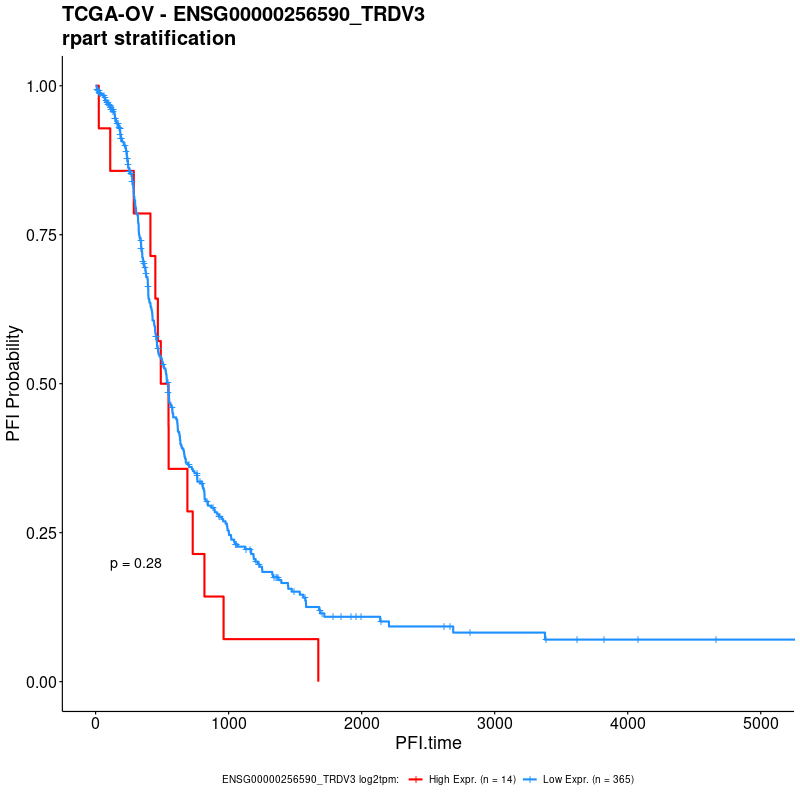 TCGA-OV - ENSG00000256590_TRDV3
rpart stratification
1.00
0.75
0.50
0.25
0.00
PFI Probability
p = 0.28
0 1000 2000 3000 4000 5000
PFI.time
ENSG00000256590_TRDV3 log2tpm: High Expr. (n = 14) Low Expr. (n = 365)